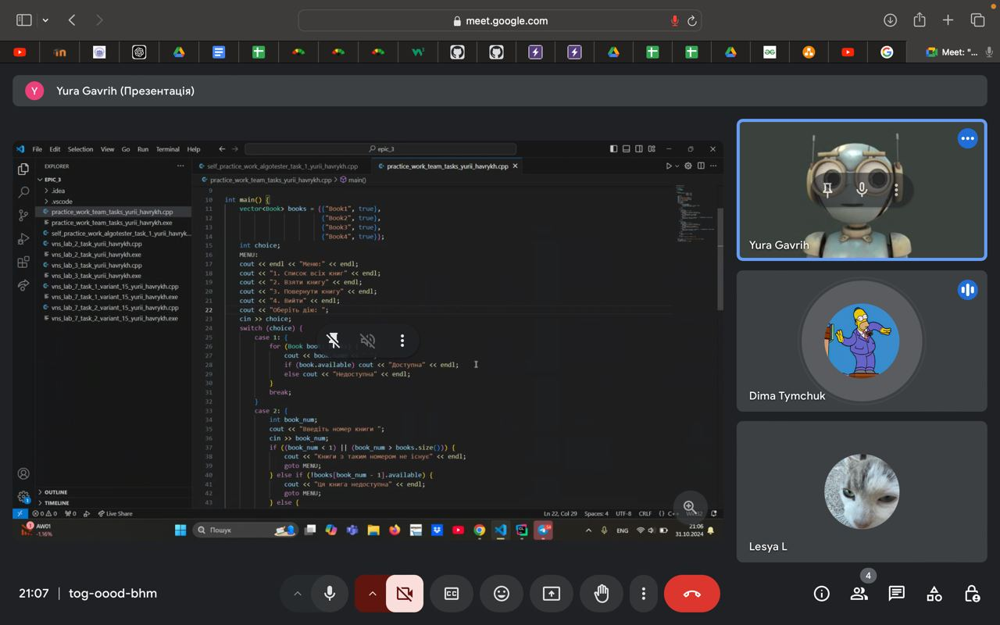 meet.google.com
Meet: "...
Y Yura Gavrih (Презентація)
File Edit Selection View Go Run Terminal Help
epic_3
EXPLORER
self_practice_work_algotester_task_1_yurii_havrykh.cpp
practice_work_team_tasks_yurii_havrykh.cpp
practice_work_team_tasks_yurii_havrykh.cpp > main()
EPIC_3
.idea
.vscode
practice_work_team_tasks_yurii_havrykh.cpp
practice_work_team_tasks_yurii_havrykh.exe
self_practice_work_algotester_task_1_yurii_havryk...
vns_lab_2_task_yurii_havrykh.cpp
vns_lab_2_task_yurii_havrykh.exe
vns_lab_3_task_yurii_havrykh.cpp
vns_lab_3_task_yurii_havrykh.exe
vns_lab_7_task_1_variant_15_yurii_havrykh.cpp
vns_lab_7_task_1_variant_15_yurii_havrykh.exe
vns_lab_7_task_2_variant_15_yurii_havrykh.cpp
vns_lab_7_task_2_variant_15_yurii_havrykh.exe
OUTLINE
TIMELINE
9
10 int main() {
11 vector<Book> books = {{"Book1", true},
12 {"Book2", true},
13 {"Book3", true},
14 {"Book4", true}};
15 int choice;
16 MENU:
17 cout << endl << "Меню:" << endl;
18 cout << "1. Список всіх книг" << endl;
19 cout << "2. Взяти книгу" << endl;
20 cout << "3. Повернути книгу" << endl;
21 cout << "4. Вийти" << endl;
22 cout << "Оберіть дію: ";
23 cin >> choice;
24 switch (choice) {
25 case 1: {
26 for (Book boo
27 cout << book
28 if (book.available) cout << "Доступна" << endl;
29 else cout << "Недоступна" << endl;
30 }
31 break;
32 }
33 case 2: {
34 int book_num;
35 cout << "Введіть номер книги ";
36 cin >> book_num;
37 if ((book_num < 1) || (book_num > books.size())) {
38 cout << "Книги з таким номером не існує" << endl;
39 goto MENU;
40 } else if (!books[book_num - 1].available) {
41 cout << "Ця книга недоступна" << endl;
42 goto MENU;
43 } else {
0 0 0 Live Share
Ln 22, Col 29 Spaces: 4 UTF-8 CRLF {} C++
AW01
-1.16%
Пошук
ENG
21:06
31.10.2024
Yura Gavrih
Dima Tymchuk
Lesya L
21:07 | tog-oood-bhm
CC
4